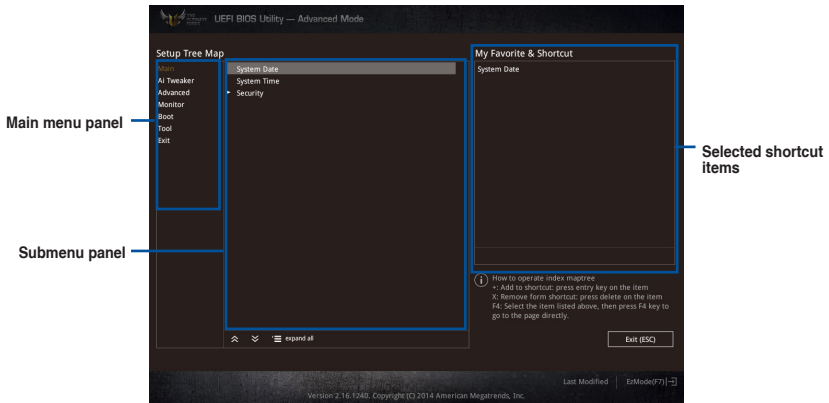 THE
ULTIMATE
FORCE
UEFI BIOS Utility — Advanced Mode
Setup Tree Map
My Favorite & Shortcut
Main
Ai Tweaker
Advanced
Monitor
Boot
Tool
Exit
System Date
System Time
Security
System Date
Main menu panel
Submenu panel
Selected shortcut
items
How to operate index maptree
+: Add to shortcut: press entry key on the item
X: Remove form shortcut: press delete on the item
F4: Select the item listed above, then press F4 key to
go to the page directly.
expand all
Exit (ESC)
Last Modified
EzMode(F7)
Version 2.16.1240. Copyright (C) 2014 American Megatrends, Inc.